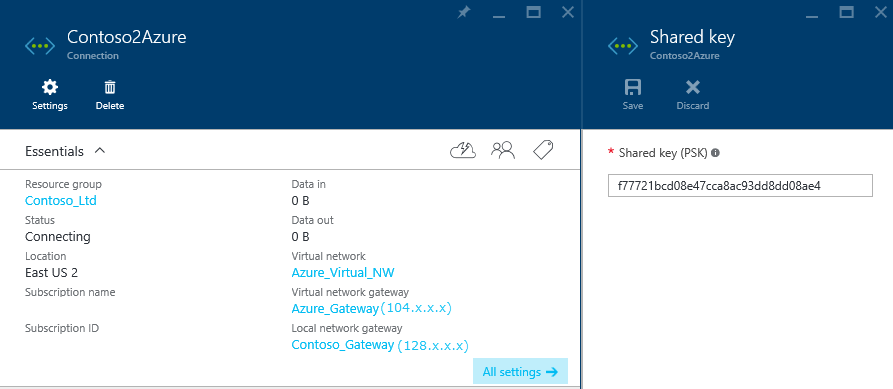 Contoso2Azure
Connection
Settings
Delete
Essentials
Resource group
Contoso_Ltd
Status
Connecting
Location
East US 2
Subscription name
Subscription ID
Data in
0 B
Data out
0 B
Virtual network
Azure_Virtual_NW
Virtual network gateway
Azure_Gateway (104.x.x.x)
Local network gateway
Contoso_Gateway (128.x.x.x)
All settings →
Shared key
Contoso2Azure
Save
Discard
* Shared key (PSK)
f77721bcd08e47cca8ac93dd8dd08ae4